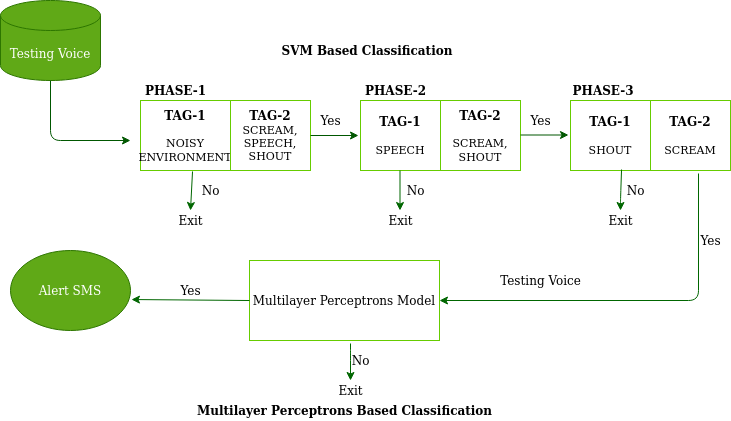 Testing Voice
SVM Based Classification
PHASE-1
TAG-1
NOISY
ENVIRONMENT
TAG-2
SCREAM,
SPEECH,
SHOUT
Yes
No
Exit
PHASE-2
TAG-1
SPEECH
TAG-2
SCREAM,
SHOUT
Yes
No
Exit
PHASE-3
TAG-1
SHOUT
TAG-2
SCREAM
No
Exit
Yes
Testing Voice
Multilayer Perceptrons Model
Yes
Alert SMS
No
Exit
Multilayer Perceptrons Based Classification